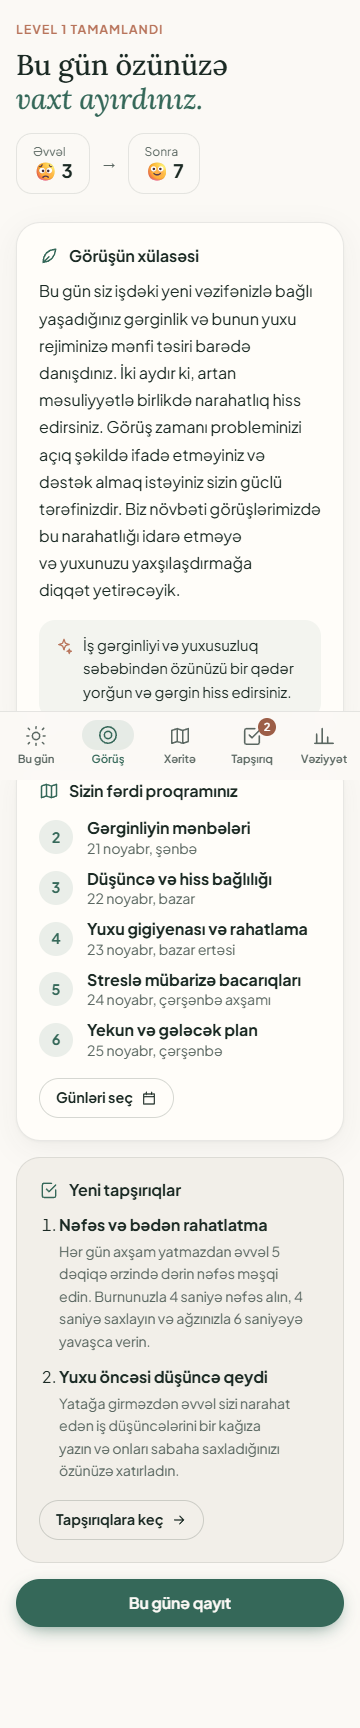 LEVEL 1 TAMAMLANDI
Bu gün özünüzə
vaxt ayırdınız.
Əvvəl
3
→
Sonra
7
Görüşün xülasəsi
Bu gün siz işdəki yeni vəzifənizlə bağlı
yaşadığınız gərginlik və bunun yuxu
rejiminizə mənfi təsiri barədə
danışdınız. İki aydır ki, artan
məsuliyyətlə birlikdə narahatlıq hiss
edirsiniz. Görüş zamanı probleminizi
açıq şəkildə ifadə etməyiniz və
dəstək almaq istəyiniz sizin güclü
tərəfinizdir. Biz növbəti görüşlərimizdə
bu narahatlığı idarə etməyə
və yuxunuzu yaxşılaşdırmağa
diqqət yetirəcəyik.
İş gərginliyi və yuxusuzluq
səbəbindən özünüzü bir qədər
yorğun və gərgin hiss edirsiniz.
Bu gün
Görüş
Xəritə
2
Tapşırıq
Vəziyyət
Sizin fərdi proqramınız
2
Gərginliyin mənbələri
21 noyabr, şənbə
3
Düşüncə və hiss bağlılığı
22 noyabr, bazar
4
Yuxu gigiyenası və rahatlama
23 noyabr, bazar ertəsi
5
Streslə mübarizə bacarıqları
24 noyabr, çərşənbə axşamı
6
Yekun və gələcək plan
25 noyabr, çərşənbə
Günləri seç
Yeni tapşırıqlar
1. Nəfəs və bədən rahatlatma
Hər gün axşam yatmazdan əvvəl 5
dəqiqə ərzində dərin nəfəs məşqi
edin. Burnunuzla 4 saniyə nəfəs alın, 4
saniyə saxlayın və ağzınızla 6 saniyəyə
yavaşca verin.
2. Yuxu öncəsi düşüncə qeydi
Yatağa girməzdən əvvəl sizi narahat
edən iş düşüncələrini bir kağıza
yazın və onları sabaha saxladığınızı
özünüzə xatırladın.
Tapşırıqlara keç →
Bu günə qayıt